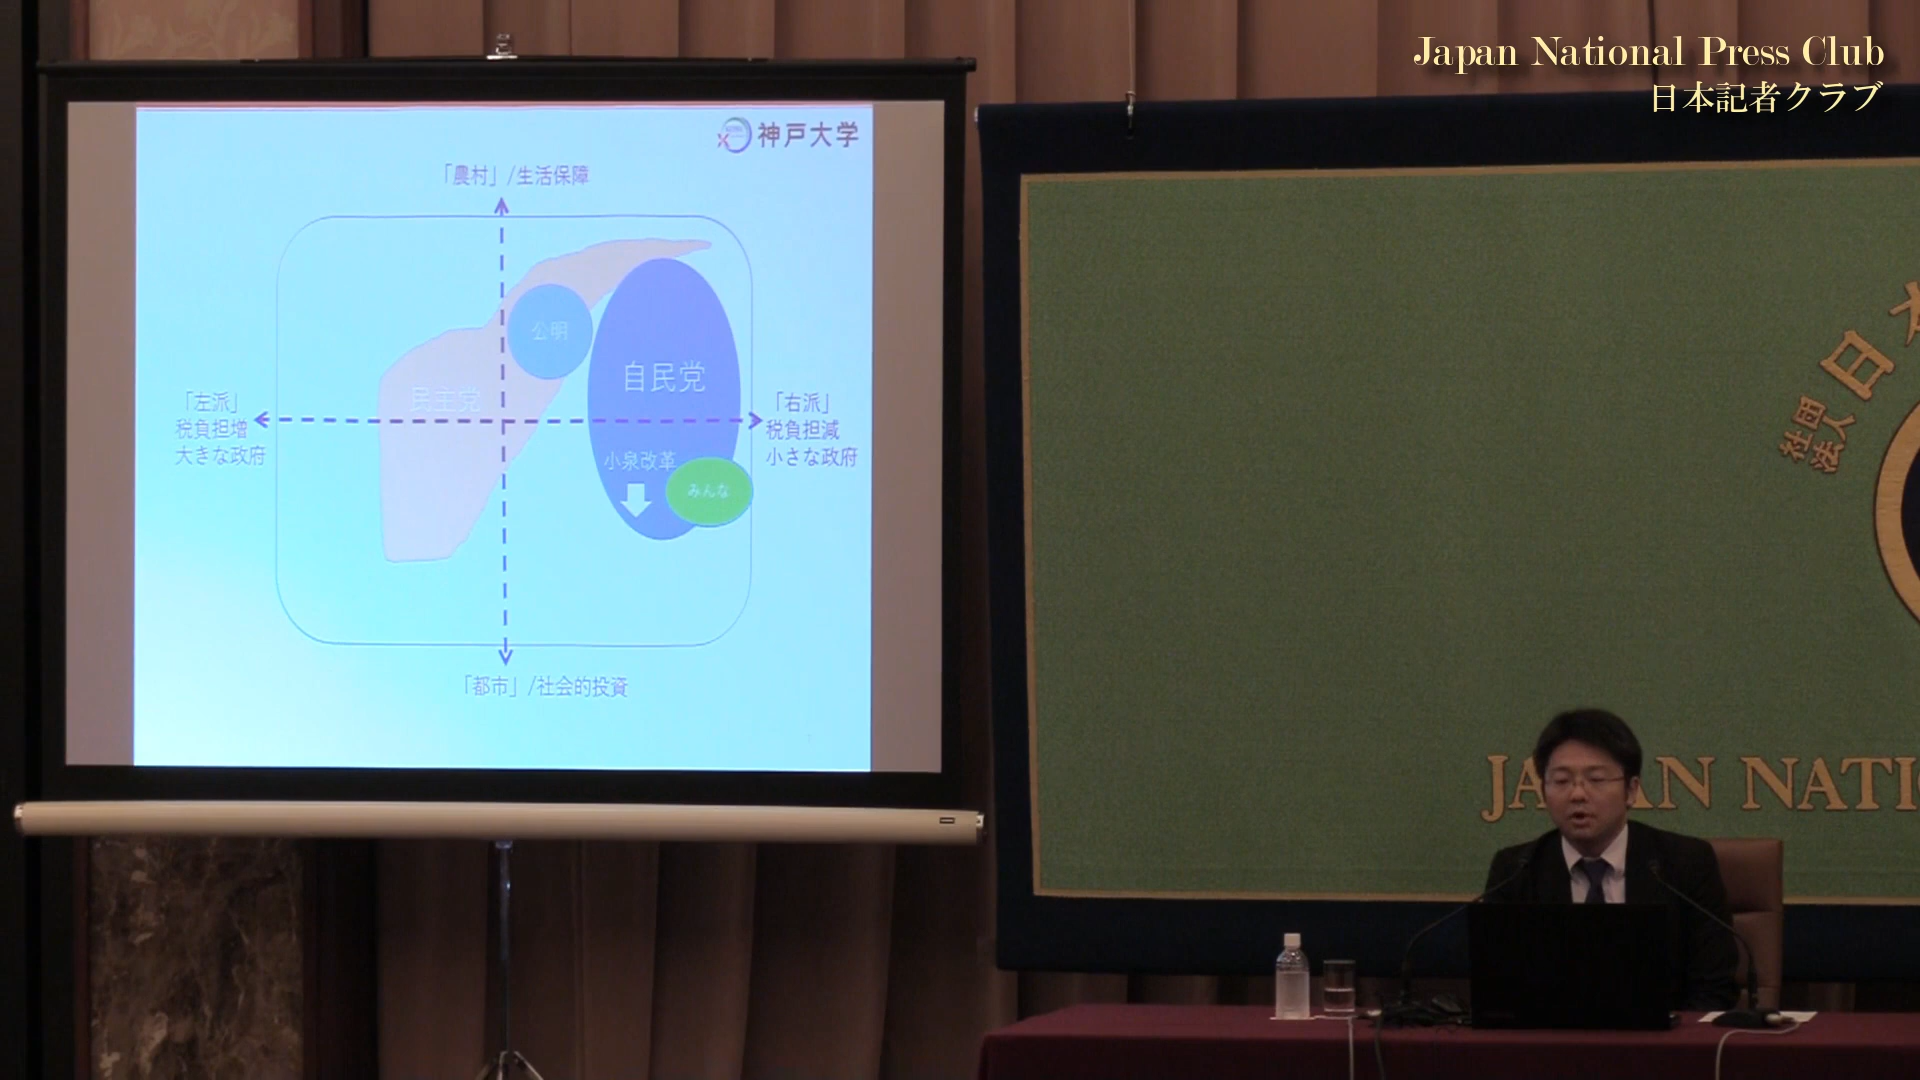 Japan National Press Club
日本記者クラブ
神戸大学
「農村」/生活保障
公明
自民党
民主党
「左派」
税負担増
大きな政府
「右派」
税負担減
小さな政府
小泉改革
みんな
「都市」/社会的投資
社団
法人
日本
JAPAN NATI